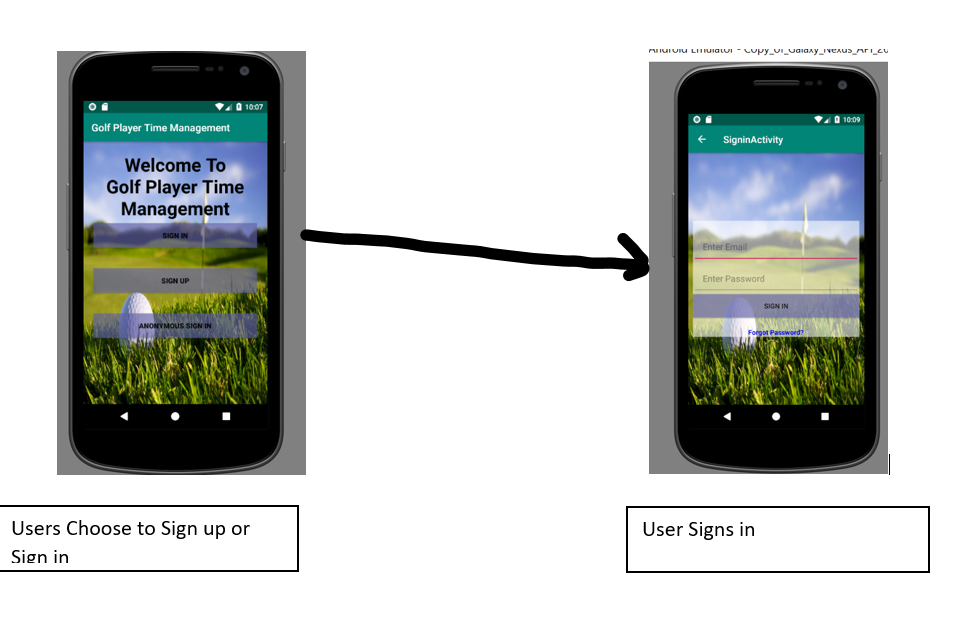 Android Emulator - Copy_of_Galaxy_Nexus_API_26
10:07
Golf Player Time Management
Welcome To
Golf Player Time
Management
SIGN IN
SIGN UP
ANONYMOUS SIGN IN
10:09
SigninActivity
Enter Email
Enter Password
SIGN IN
Forgot Password?
Users Choose to Sign up or
Sign in
User Signs in